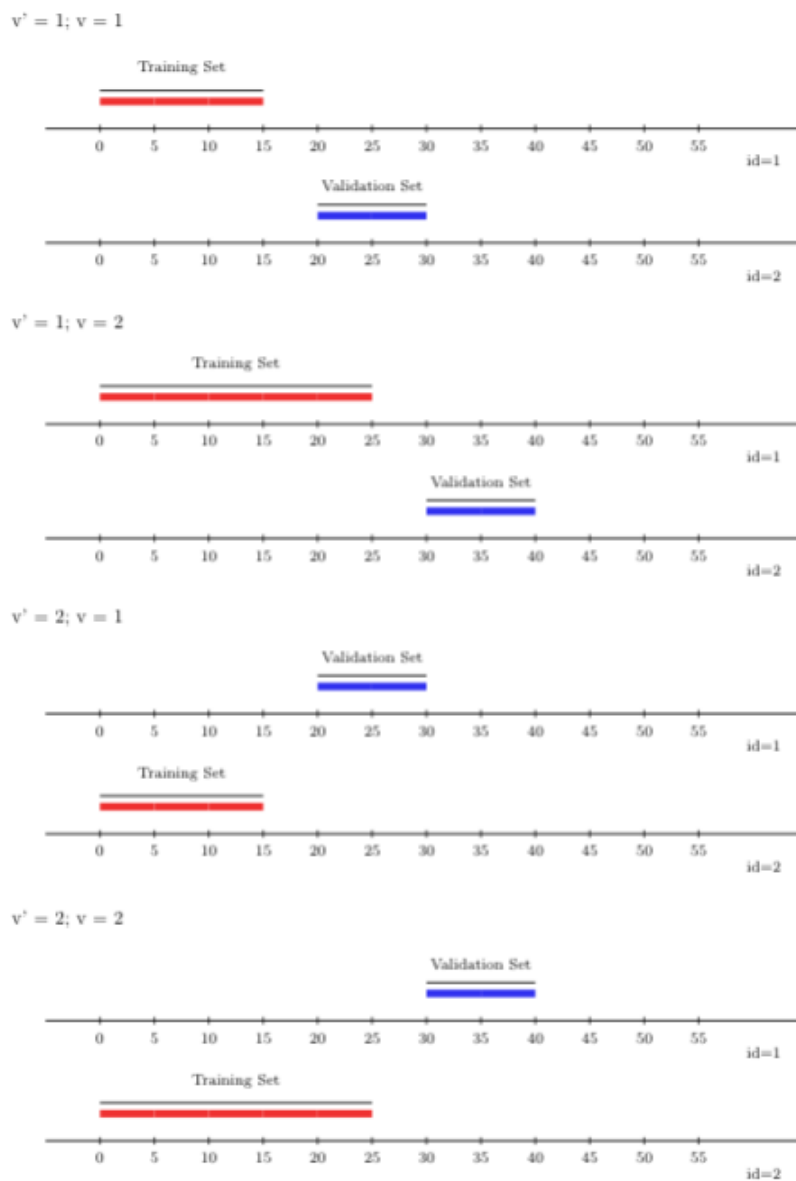 v' = 1; v = 1
Training Set
0 5 10 15 20 25 30 35 40 45 50 55
id=1
Validation Set
0 5 10 15 20 25 30 35 40 45 50 55
id=2
v' = 1; v = 2
Training Set
0 5 10 15 20 25 30 35 40 45 50 55
id=1
Validation Set
0 5 10 15 20 25 30 35 40 45 50 55
id=2
v' = 2; v = 1
Validation Set
0 5 10 15 20 25 30 35 40 45 50 55
id=1
Training Set
0 5 10 15 20 25 30 35 40 45 50 55
id=2
v' = 2; v = 2
Validation Set
0 5 10 15 20 25 30 35 40 45 50 55
id=1
Training Set
0 5 10 15 20 25 30 35 40 45 50 55
id=2